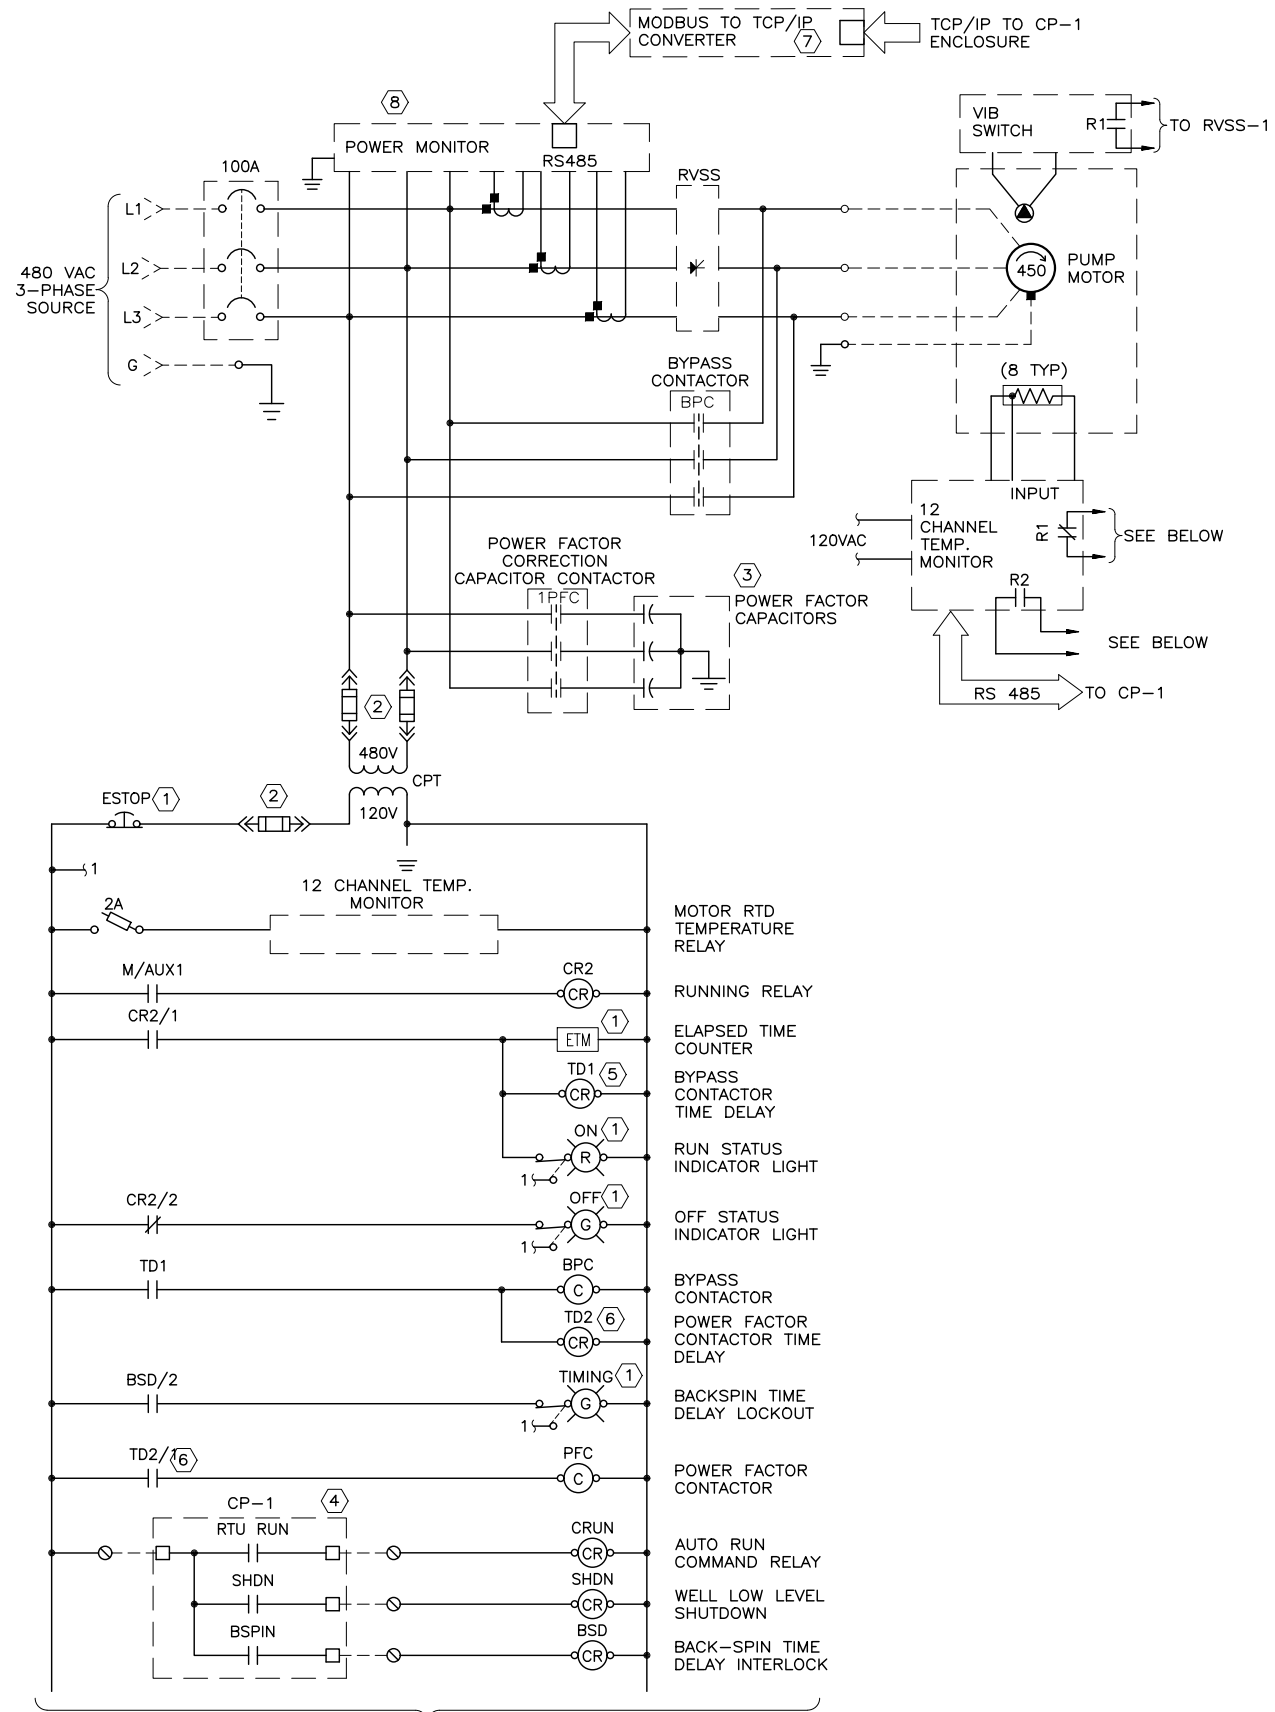 MODBUS TO TCP/IP
CONVERTER
7
TCP/IP TO CP-1
ENCLOSURE
8
POWER MONITOR
RS485
VIB
SWITCH
R1
TO RVSS-1
100A
RVSS
L1
L2
L3
G
480 VAC
3-PHASE
SOURCE
450
PUMP
MOTOR
BYPASS
CONTACTOR
BPC
(8 TYP)
INPUT
12
CHANNEL
TEMP.
MONITOR
120VAC
R1
SEE BELOW
R2
SEE BELOW
RS 485
TO CP-1
POWER FACTOR
CORRECTION
CAPACITOR CONTACTOR
1PFC
3
POWER FACTOR
CAPACITORS
2
480V
CPT
120V
ESTOP
1
2
1
12 CHANNEL TEMP.
MONITOR
2A
MOTOR RTD
TEMPERATURE
RELAY
M/AUX1
CR2
CR
RUNNING RELAY
CR2/1
1
ETM
ELAPSED TIME
COUNTER
TD1
5
CR
BYPASS
CONTACTOR
TIME DELAY
ON
1
R
1
RUN STATUS
INDICATOR LIGHT
CR2/2
OFF
1
G
1
OFF STATUS
INDICATOR LIGHT
TD1
BPC
C
BYPASS
CONTACTOR
TD2
6
CR
POWER FACTOR
CONTACTOR TIME
DELAY
BSD/2
TIMING
1
G
1
BACKSPIN TIME
DELAY LOCKOUT
TD2/1
6
PFC
C
POWER FACTOR
CONTACTOR
CP-1
4
RTU RUN
CRUN
CR
AUTO RUN
COMMAND RELAY
SHDN
SHDN
CR
WELL LOW LEVEL
SHUTDOWN
BSPIN
BSD
CR
BACK-SPIN TIME
DELAY INTERLOCK